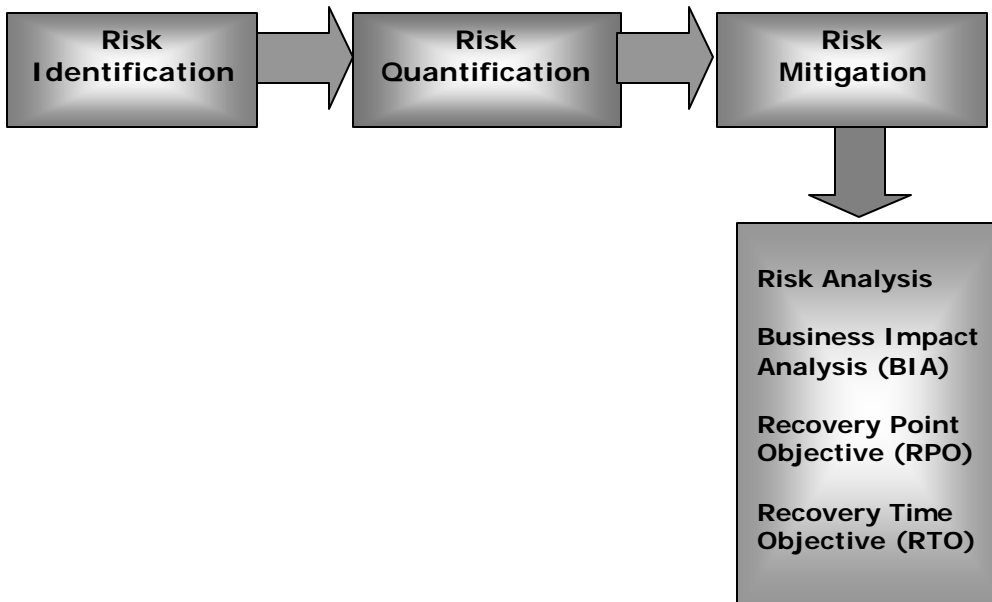 Risk
Identification
Risk
Quantification
Risk
Mitigation
Risk Analysis
Business Impact
Analysis (BIA)
Recovery Point
Objective (RPO)
Recovery Time
Objective (RTO)